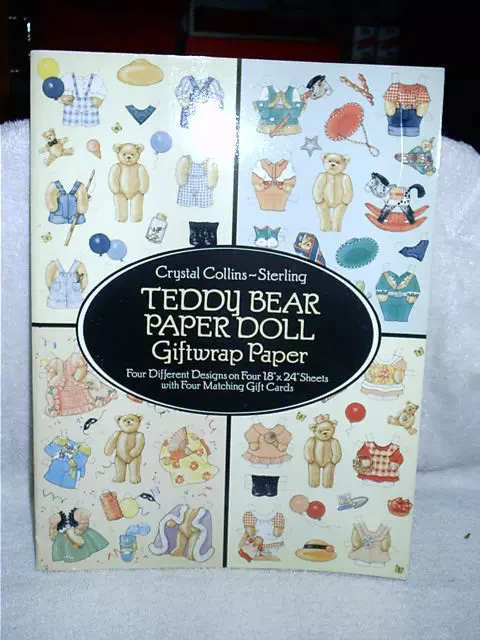 Crystal Collins~Sterling
TEDDY BEAR
PAPER DOLL
Giftwrap Paper
Four Different Designs on Four 18"x 24" Sheets
with Four Matching Gift Cards